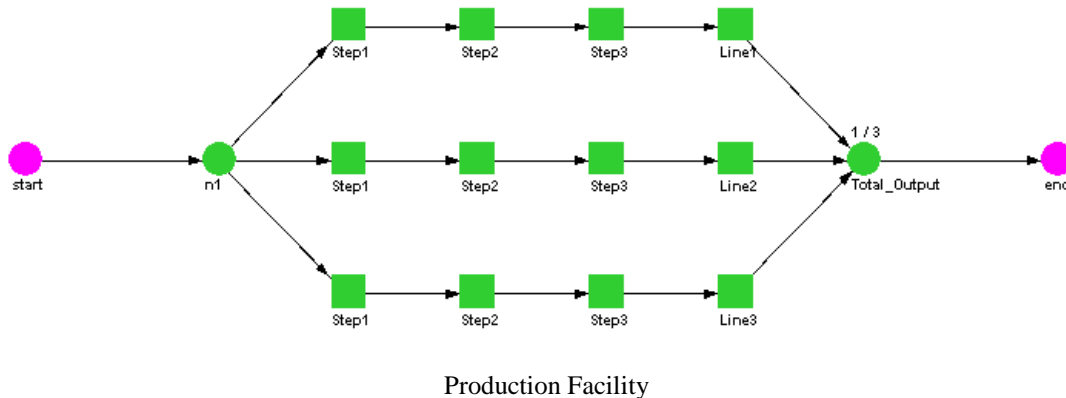 Step1 Step2 Step3 Line1
1 / 3
start n1 Step1 Step2 Step3 Line2 Total_Output end
Step1 Step2 Step3 Line3
Production Facility